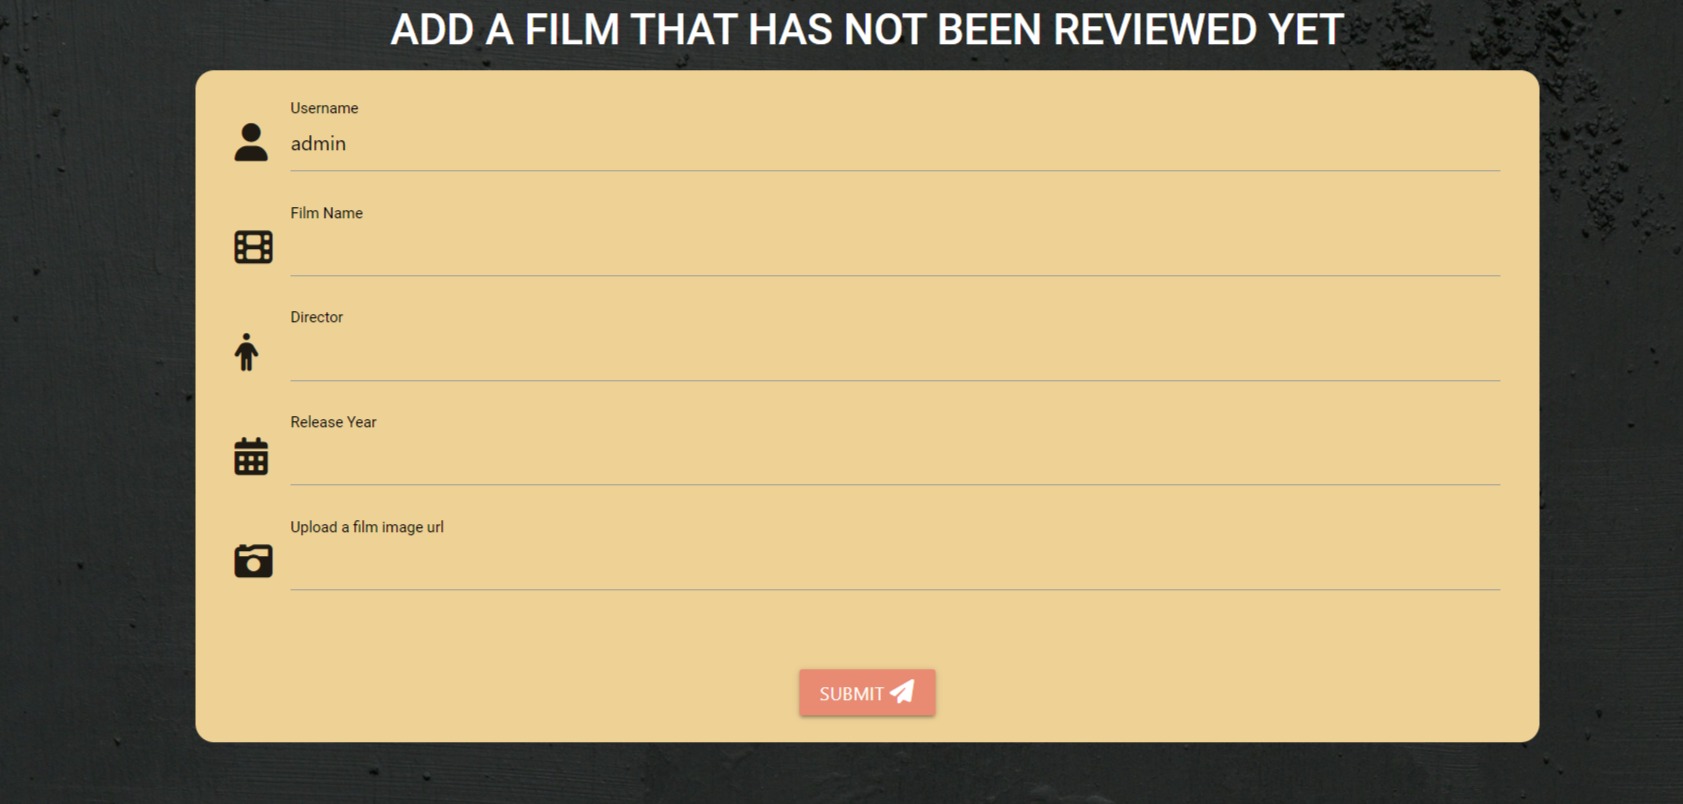 ADD A FILM THAT HAS NOT BEEN REVIEWED YET
Username
admin
Film Name
Director
Release Year
Upload a film image url
SUBMIT